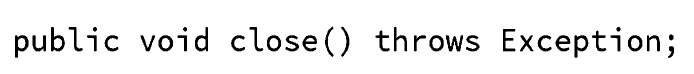 public void close() throws Exception;